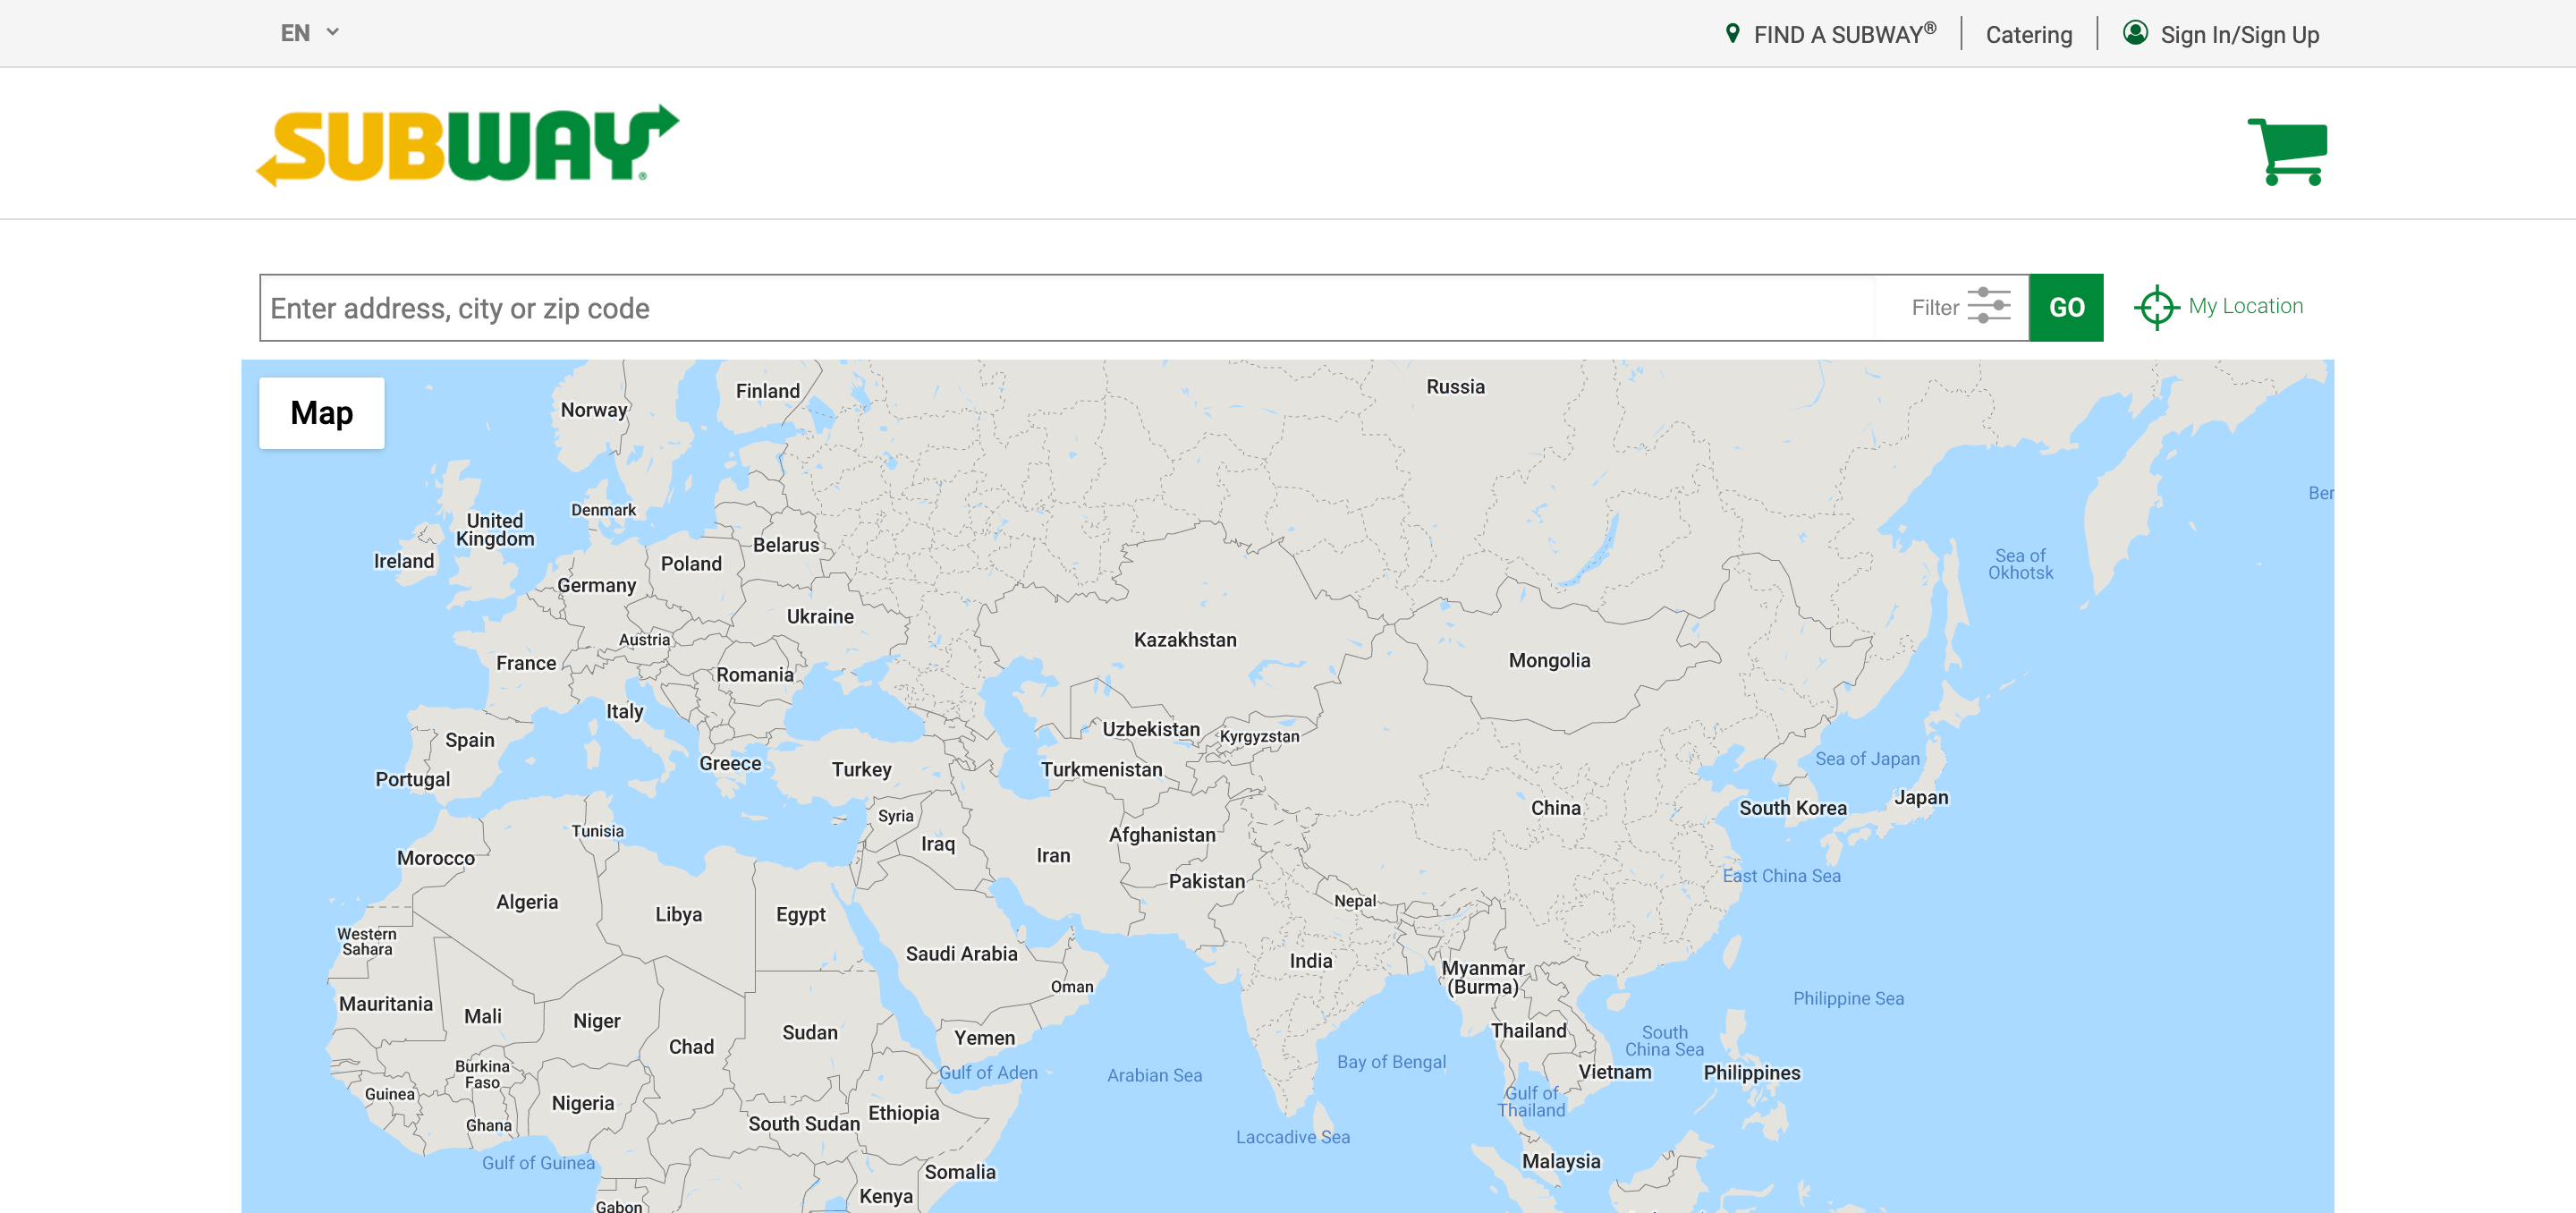 EN
FIND A SUBWAY®
Catering
Sign In/Sign Up
SUBWAY®
Enter address, city or zip code
Filter
GO
My Location
Map
Finland
Russia
Norway
Denmark
United
Kingdom
Ireland
Belarus
Poland
Germany
Ukraine
Austria
France
Romania
Kazakhstan
Mongolia
Sea of
Okhotsk
Italy
Spain
Portugal
Greece
Turkey
Uzbekistan
Kyrgyzstan
Turkmenistan
Sea of Japan
Japan
South Korea
China
Syria
Tunisia
Iraq
Iran
Afghanistan
Morocco
Pakistan
East China Sea
Nepal
Algeria
Libya
Egypt
Western
Sahara
Saudi Arabia
India
Myanmar
(Burma)
Oman
Mauritania
Mali
Niger
Philippine Sea
Sudan
Yemen
Thailand
South
China Sea
Chad
Burkina
Faso
Gulf of Aden
Arabian Sea
Bay of Bengal
Vietnam
Philippines
Guinea
Nigeria
Gulf of
Thailand
Ghana
South Sudan
Ethiopia
Laccadive Sea
Gulf of Guinea
Somalia
Malaysia
Kenya
Gabon
Ber